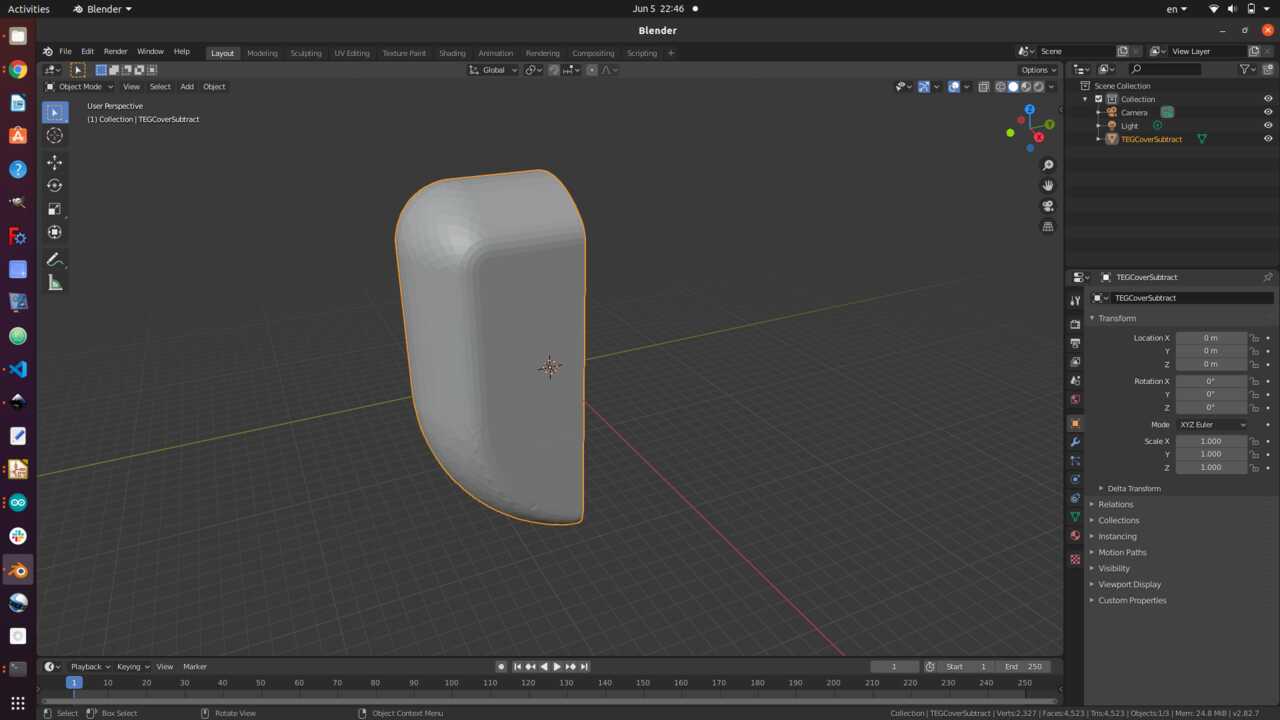 Activities Blender Jun 5 22:46 en
Blender
File Edit Render Window Help Layout Modeling Sculpting UV Editing Texture Paint Shading Animation Rendering Compositing Scripting + Scene View Layer
Global Options
Object Mode View Select Add Object
User Perspective
(1) Collection | TEGCoverSubtract
Z
Y
X
Scene Collection
Collection
Camera
Light
TEGCoverSubtract
TEGCoverSubtract
TEGCoverSubtract
Transform
Location X 0 m
Y 0 m
Z 0 m
Rotation X 0°
Y 0°
Z 0°
Mode XYZ Euler
Scale X 1.000
Y 1.000
Z 1.000
Delta Transform
Relations
Collections
Instancing
Motion Paths
Visibility
Viewport Display
Custom Properties
Playback Keying View Marker 1 Start 1 End 250
1 10 20 30 40 50 60 70 80 90 100 110 120 130 140 150 160 170 180 190 200 210 220 230 240 250
Select Box Select Rotate View Object Context Menu Collection | TEGCoverSubtract | Verts:2,327 | Faces:4,523 | Tris:4,523 | Objects:1/3 | Mem: 24.8 MiB | v2.82.7